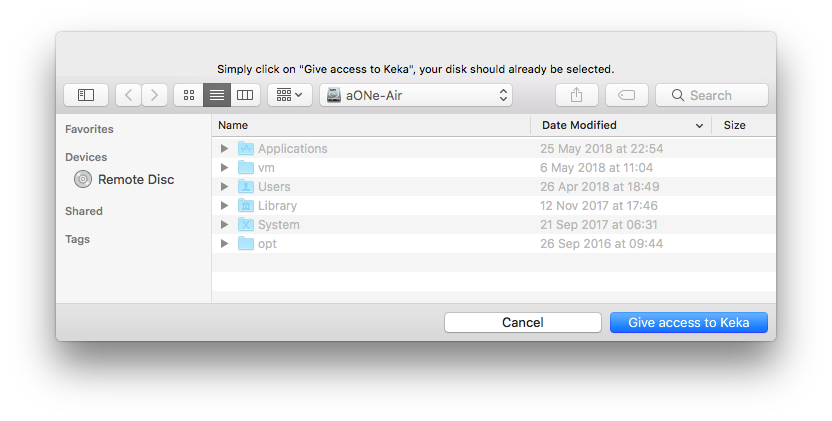 Simply click on "Give access to Keka", your disk should already be selected.
aONe-Air
Search
Favorites
Devices
Remote Disc
Shared
Tags
Name Date Modified Size
Applications 25 May 2018 at 22:54
vm 6 May 2018 at 11:04
Users 26 Apr 2018 at 18:49
Library 12 Nov 2017 at 17:46
System 21 Sep 2017 at 06:31
opt 26 Sep 2016 at 09:44
Cancel Give access to Keka